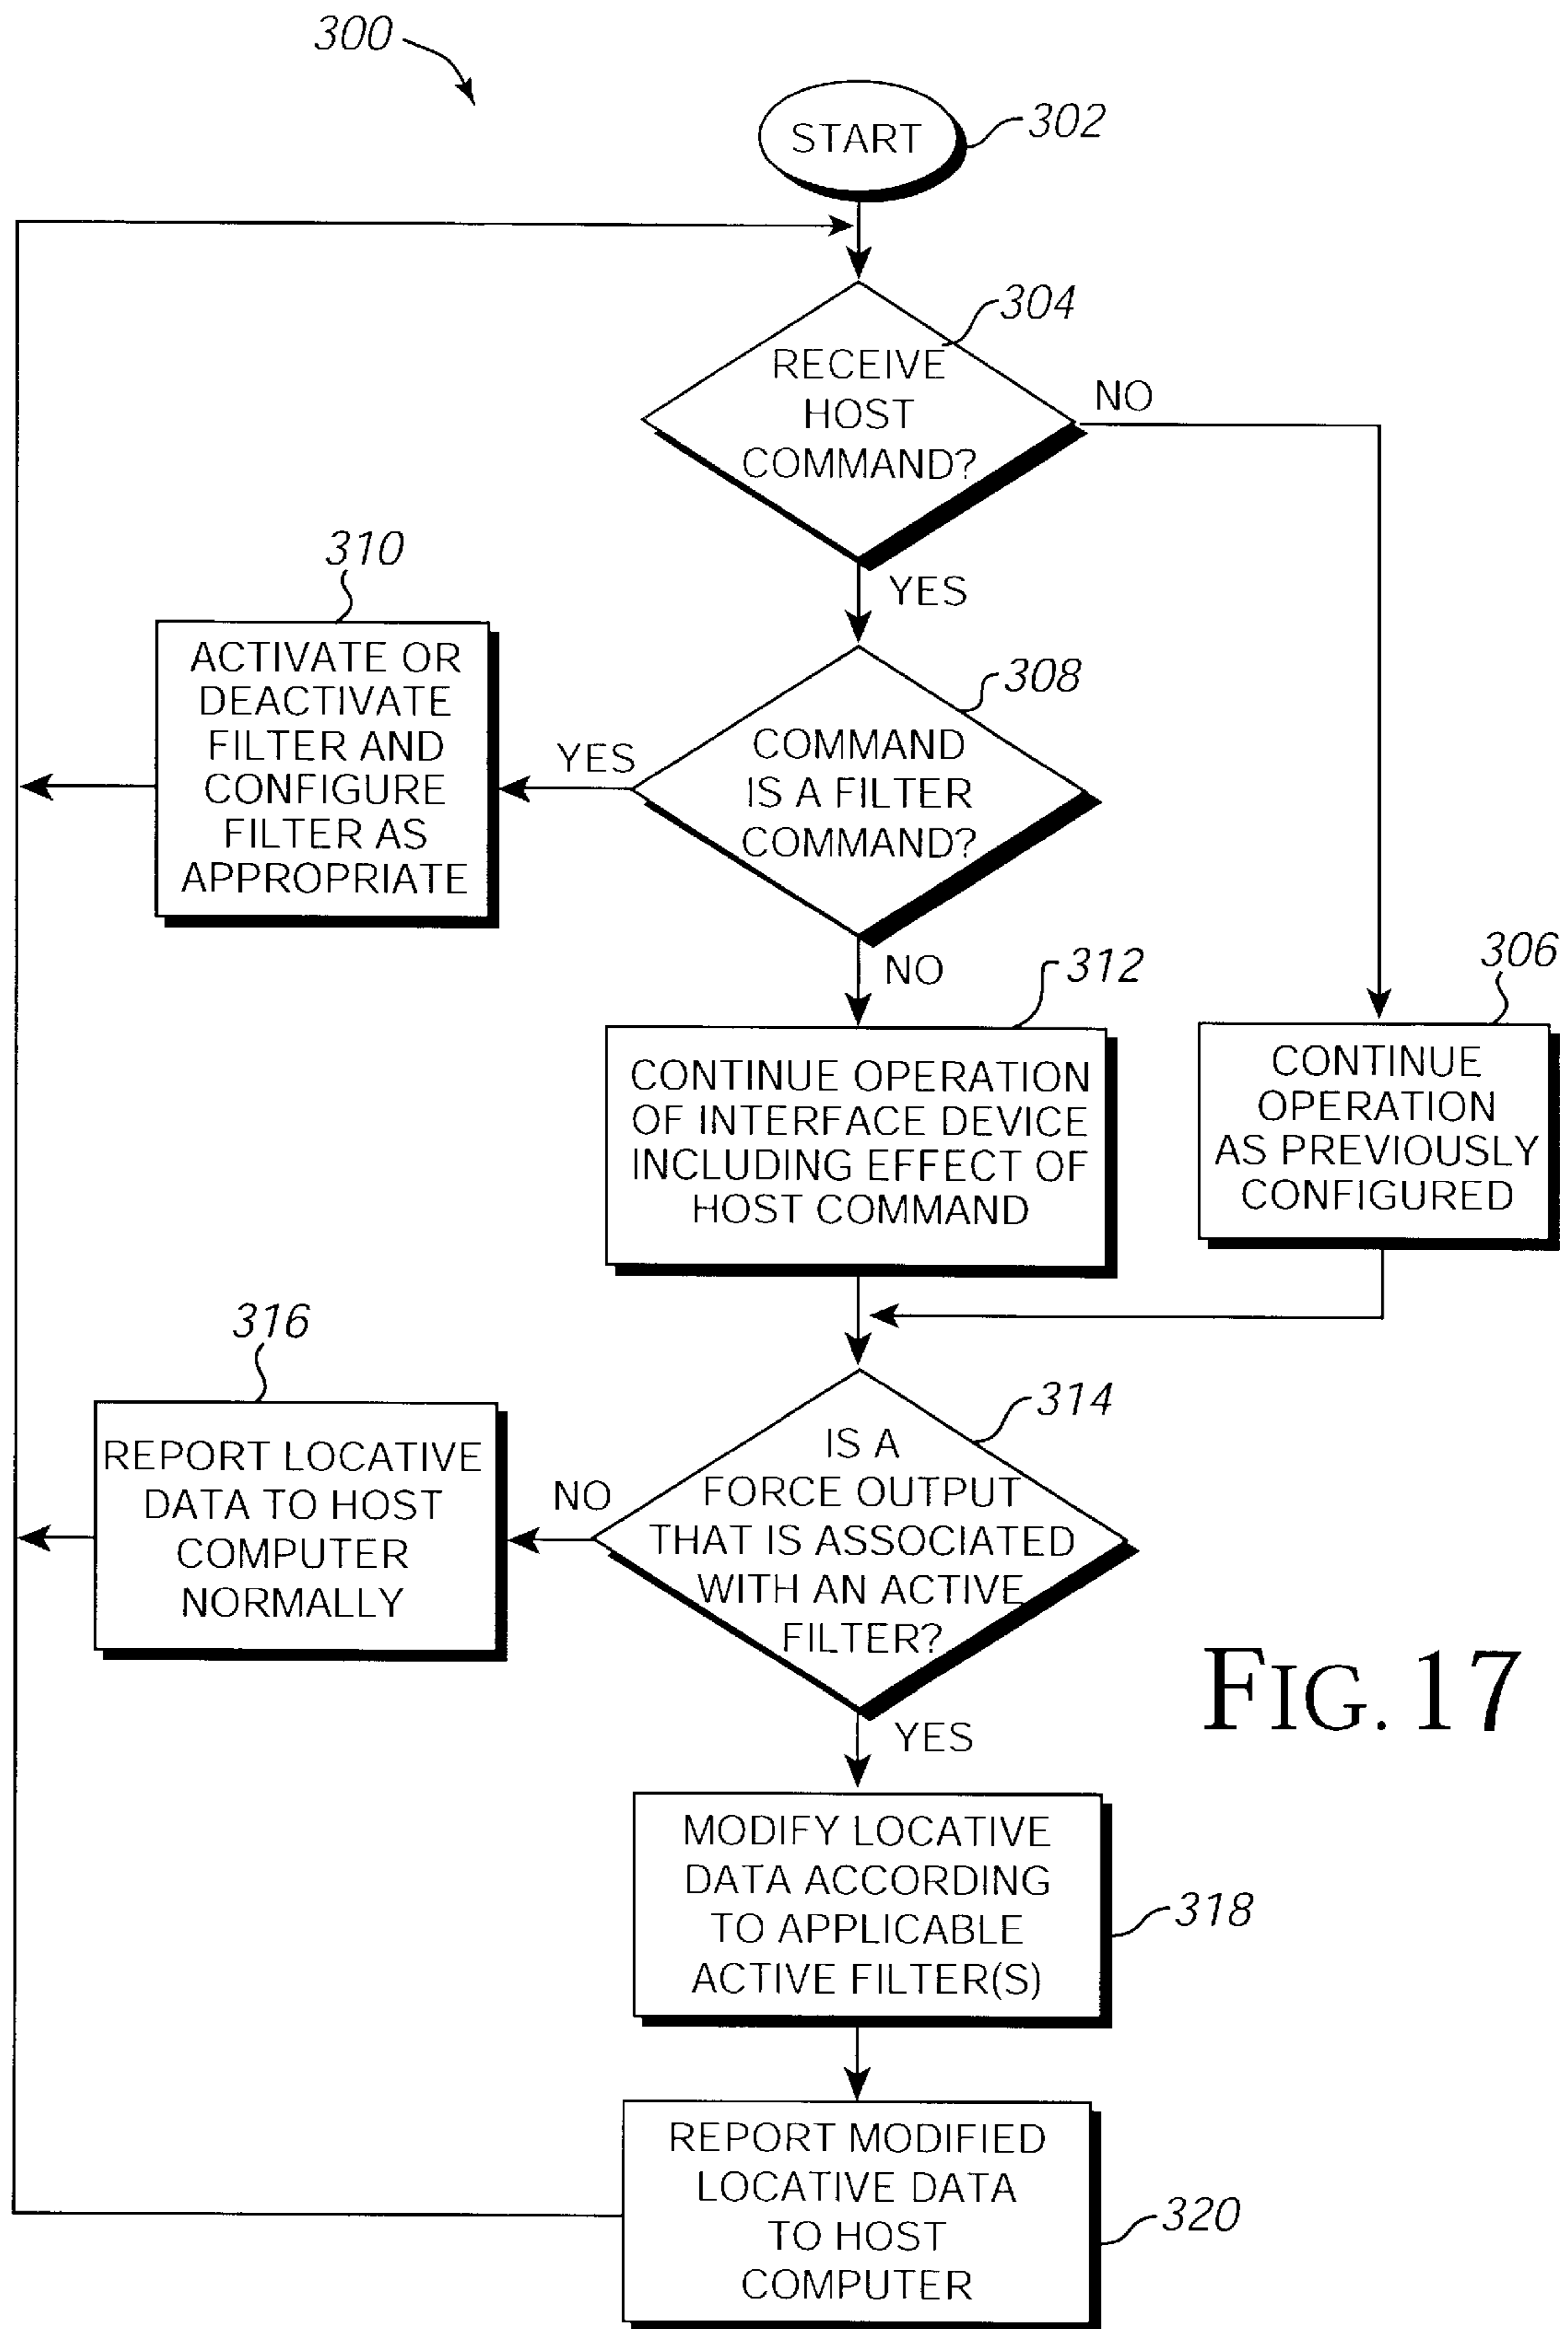 300
START
302
304
RECEIVE
HOST
COMMAND?
NO
YES
310
ACTIVATE OR
DEACTIVATE
FILTER AND
CONFIGURE
FILTER AS
APPROPRIATE
YES
308
COMMAND
IS A FILTER
COMMAND?
NO
312
CONTINUE OPERATION
OF INTERFACE DEVICE
INCLUDING EFFECT OF
HOST COMMAND
306
CONTINUE
OPERATION
AS PREVIOUSLY
CONFIGURED
316
REPORT LOCATIVE
DATA TO HOST
COMPUTER
NORMALLY
NO
314
IS A
FORCE OUTPUT
THAT IS ASSOCIATED
WITH AN ACTIVE
FILTER?
YES
FIG. 17
MODIFY LOCATIVE
DATA ACCORDING
TO APPLICABLE
ACTIVE FILTER(S)
318
REPORT MODIFIED
LOCATIVE DATA
TO HOST
COMPUTER
320